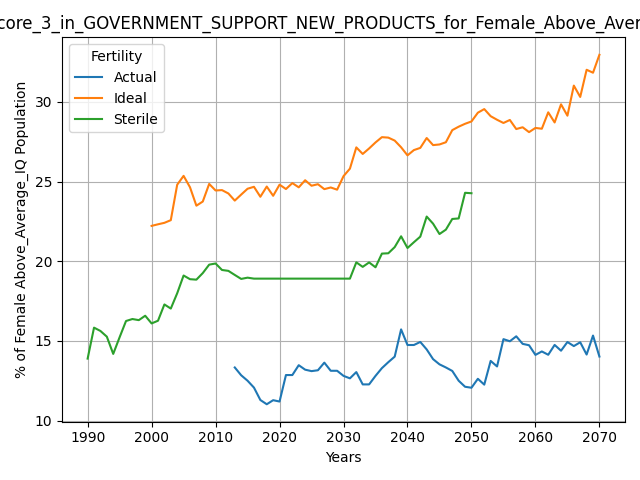 core_3_in_GOVERNMENT_SUPPORT_NEW_PRODUCTS_for_Female_Above_Aver
Fertility
Actual
Ideal
Sterile
% of Female Above_Average_IQ Population
30
25
20
15
10
1990 2000 2010 2020 2030 2040 2050 2060 2070
Years